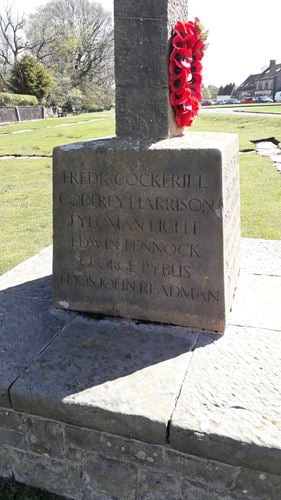 FREDK COCKERILL
GODFREY HARRISON
J YEOMAN LIGHT
EDWIN PENNOCK
GEORGE PYBUS
THOS JOHN READMAN